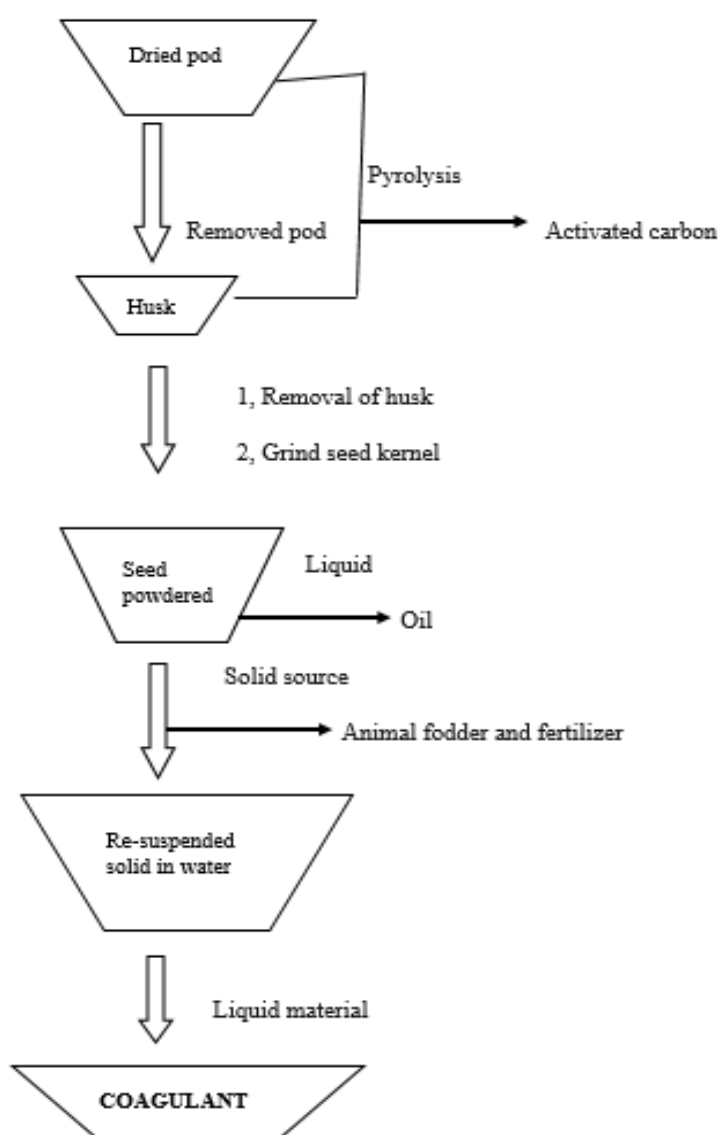 Dried pod
Pyrolysis
Removed pod
Activated carbon
Husk
1, Removal of husk
2, Grind seed kernel
Seed
powdered
Liquid
Oil
Solid source
Animal fodder and fertilizer
Re-suspended
solid in water
Liquid material
COAGULANT